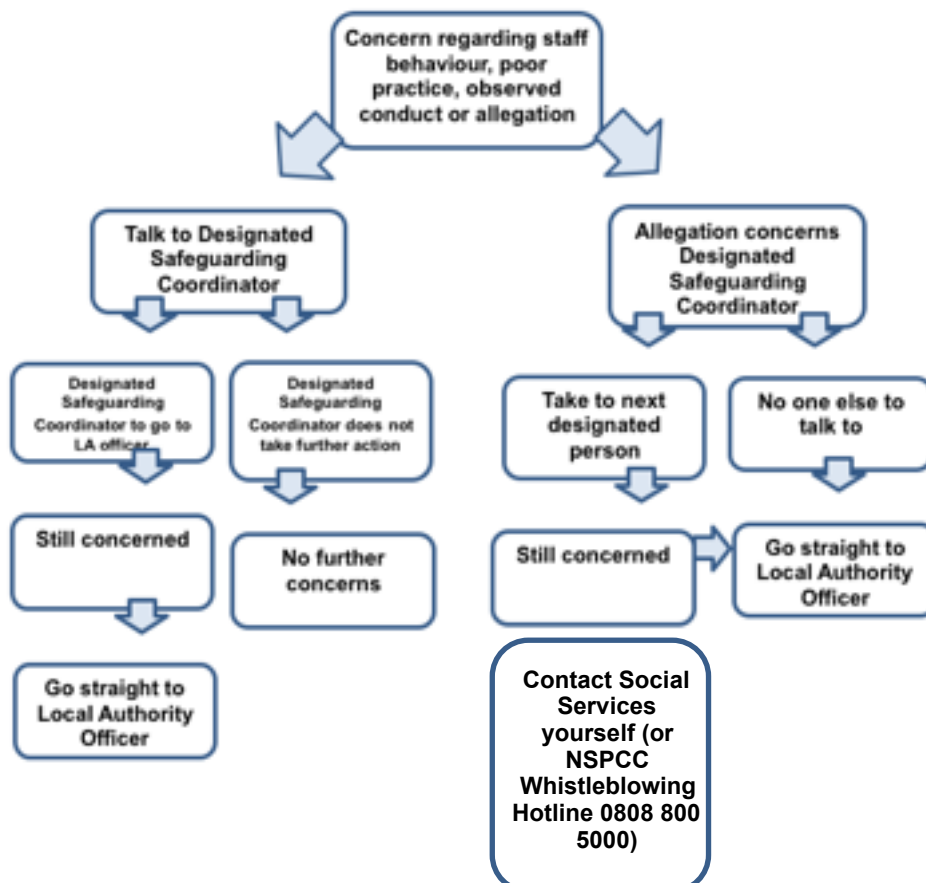 Concern regarding staff
behaviour, poor
practice, observed
conduct or allegation
Talk to Designated
Safeguarding
Coordinator
Allegation concerns
Designated
Safeguarding
Coordinator
Designated
Safeguarding
Coordinator to go to
LA officer
Designated
Safeguarding
Coordinator does not
take further action
Take to next
designated
person
No one else to
talk to
Still concerned
No further
concerns
Still concerned
Go straight to
Local Authority
Officer
Go straight to
Local Authority
Officer
Contact Social
Services
yourself (or
NSPCC
Whistleblowing
Hotline 0808 800
5000)